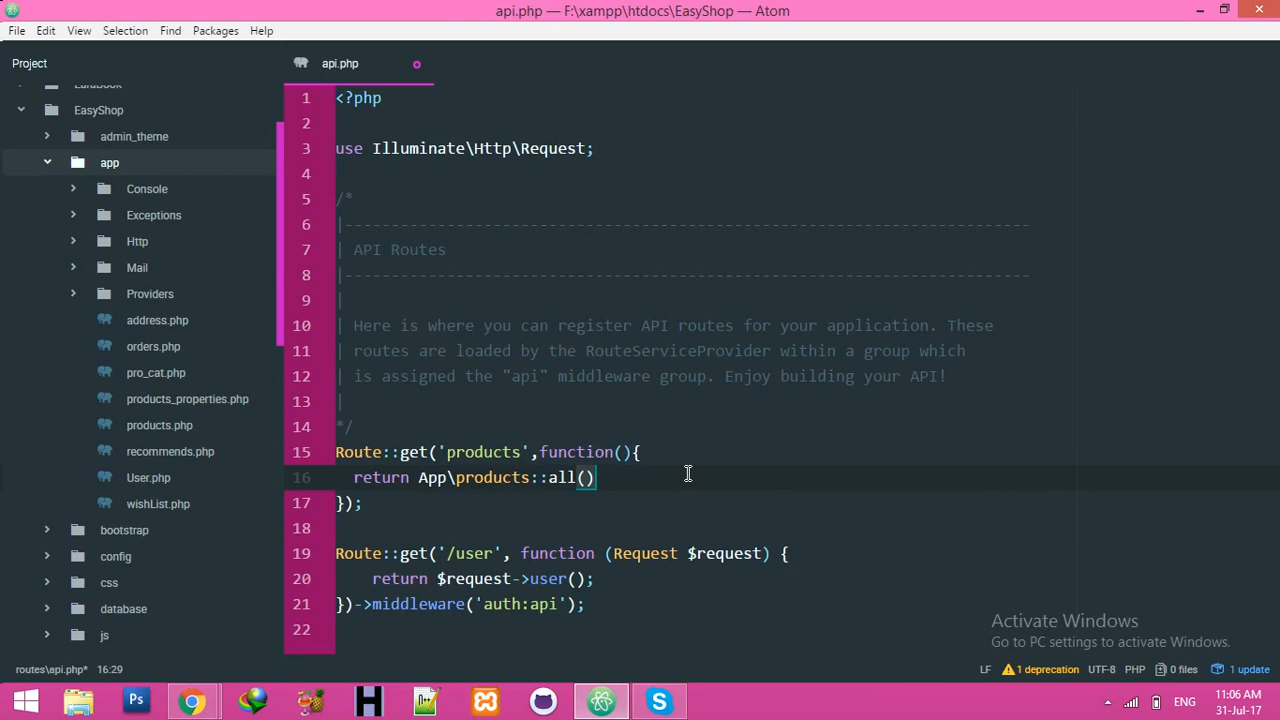 api.php — F:\xampp\htdocs\EasyShop — Atom
File Edit View Selection Find Packages Help
Project
api.php
EasyShop
admin_theme
app
Console
Exceptions
Http
Mail
Providers
address.php
orders.php
pro_cat.php
products_properties.php
products.php
recommends.php
User.php
wishList.php
bootstrap
config
css
database
js
1 <?php
2
3 use Illuminate\Http\Request;
4
5 /*
6 |--------------------------------------------------------------------------
7 | API Routes
8 |--------------------------------------------------------------------------
9 |
10 | Here is where you can register API routes for your application. These
11 | routes are loaded by the RouteServiceProvider within a group which
12 | is assigned the "api" middleware group. Enjoy building your API!
13 |
14 */
15 Route::get('products',function(){
16 return App\products::all()
17 });
18
19 Route::get('/user', function (Request $request) {
20 return $request->user();
21 })->middleware('auth:api');
22
Activate Windows
Go to PC settings to activate Windows.
routes\api.php* 16:29 LF 1 deprecation UTF-8 PHP 0 files 1 update
Ps ENG 11:06 AM
31-Jul-17